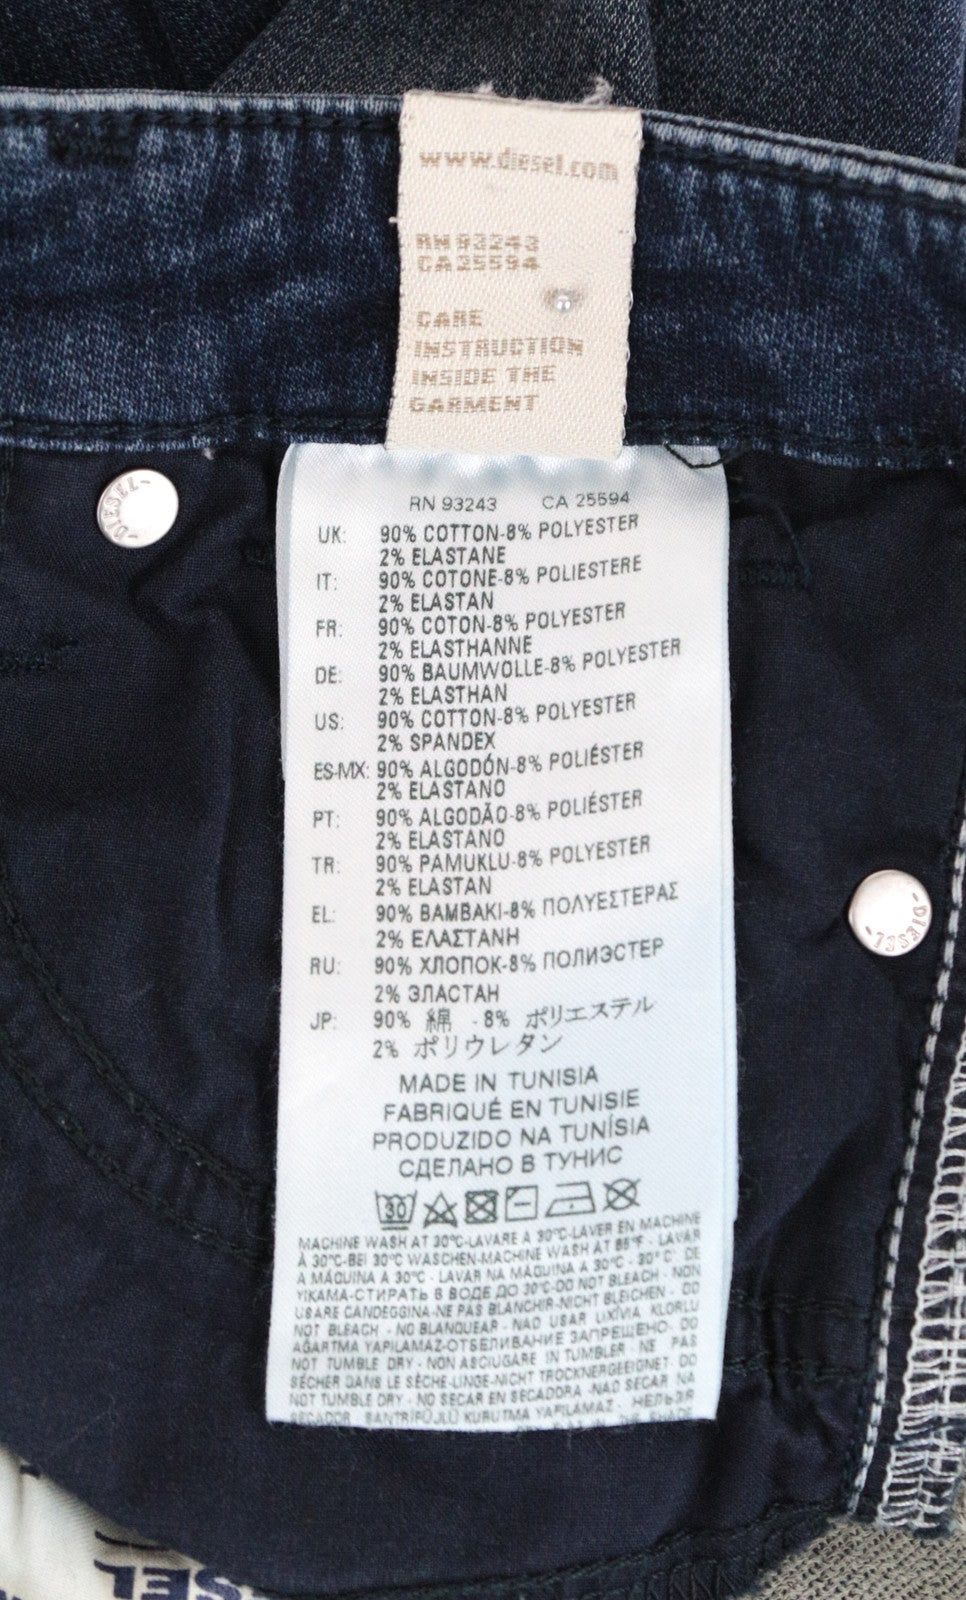 www.diesel.com
RN 93243
CA 25594
CARE
INSTRUCTION
INSIDE THE
GARMENT
DIESEL
RN 93243 CA 25594
UK: 90% COTTON-8% POLYESTER
2% ELASTANE
IT: 90% COTONE-8% POLIESTERE
2% ELASTAN
FR: 90% COTON-8% POLYESTER
2% ELASTHANNE
DE: 90% BAUMWOLLE-8% POLYESTER
2% ELASTHAN
US: 90% COTTON-8% POLYESTER
2% SPANDEX
ES-MX: 90% ALGODÓN-8% POLIÉSTER
2% ELASTANO
PT: 90% ALGODÃO-8% POLIÉSTER
2% ELASTANO
TR: 90% PAMUKLU-8% POLYESTER
2% ELASTAN
EL: 90% ΒΑΜΒΑΚΙ-8% ΠΟΛΥΕΣΤΕΡΑΣ
2% ΕΛΑΣΤΑΝΗ
RU: 90% ХЛОПОК-8% ПОЛИЭСТЕР
2% ЭЛАСТАН
JP: 90% 綿 - 8% ポリエステル
2% ポリウレタン
DIESEL
MADE IN TUNISIA
FABRIQUÉ EN TUNISIE
PRODUZIDO NA TUNÍSIA
СДЕЛАНО В ТУНИС
30
MACHINE WASH AT 30°C-LAVARE A 30°C-LAVER EN MACHINE
À 30°C-BEI 30°C WASCHEN-MACHINE WASH AT 86°F - LAVAR
A MÁQUINA A 30°C - LAVAR NA MÁQUINA A 30°C - 30°C' DE
YIKAMA-СТИРАТЬ В ВОДЕ ДО 30°C-DO NOT BLEACH - NON
USARE CANDEGGINA-NE PAS BLANCHIR-NICHT BLEICHEN - DO
NOT BLEACH - NO BLANQUEAR - NÃO USAR LIXÍVIA KLORLU
AĞARTMA YAPILAMAZ-ОТБЕЛИВАНИЕ ЗАПРЕЩЕНО- DO
NOT TUMBLE DRY - NON ASCIUGARE IN TUMBLER - NE PAS
SÉCHER DANS LE SÈCHE-LINGE-NICHT TROCKNERGEEIGNET- DO
NOT TUMBLE DRY - NO SECAR EN SECADORA -NÃO SECAR NA
SECADOR KURUTMA YAPILAMAZ - НЕЛЬЗЯ